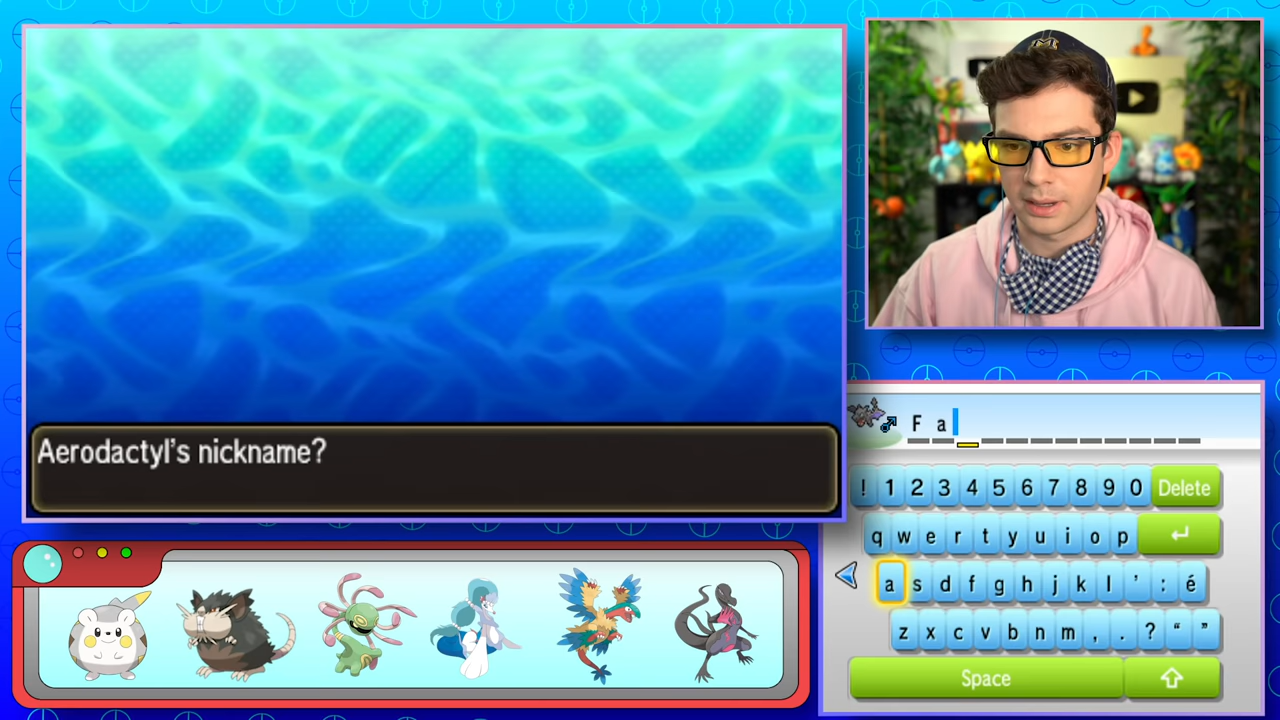 Aerodactyl's nickname?
F a
! 1 2 3 4 5 6 7 8 9 0 Delete
q w e r t y u i o p
a s d f g h j k l ' : é
z x c v b n m , . ? “ ”
Space